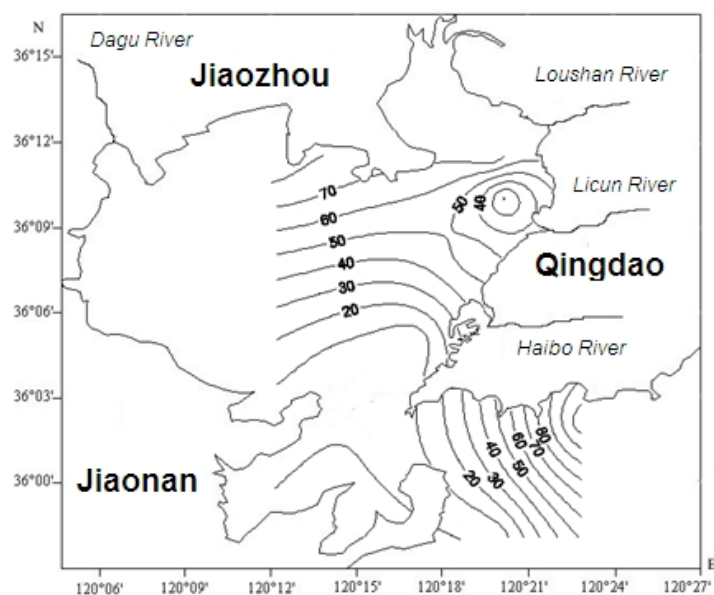 N
Dagu River
36°15'
Jiaozhou
Loushan River
36°12'
70
50
40
Licun River
36°09'
60
50
Qingdao
40
30
36°06'
20
Haibo River
36°03'
80
60
40
70
50
36°00'
Jiaonan
20
30
E
120°06' 120°09' 120°12' 120°15' 120°18' 120°21' 120°24' 120°27'